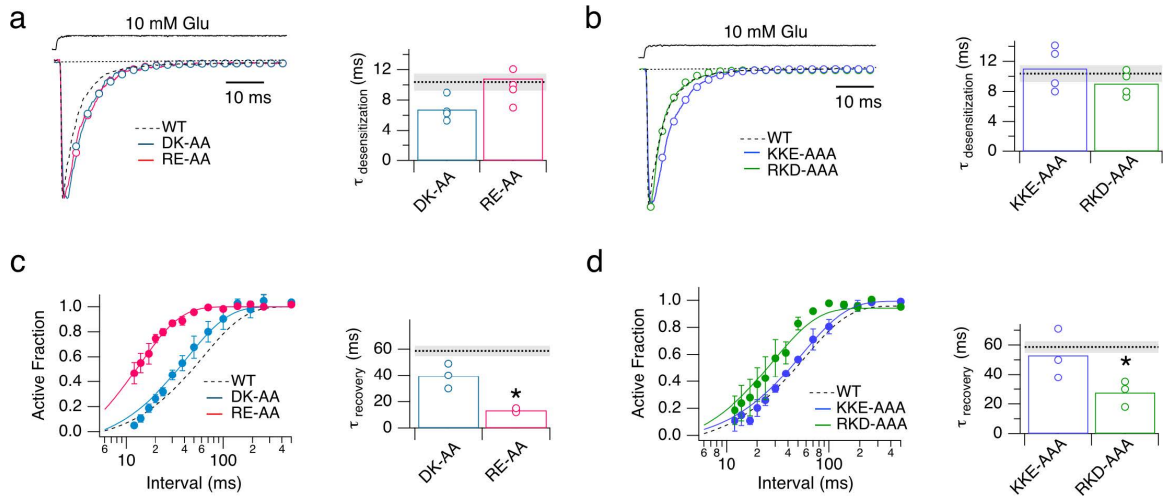 a
10 mM Glu
10 ms
WT
DK-AA
RE-AA
τ desensitization (ms)
12
8
4
0
DK-AA
RE-AA
b
10 mM Glu
10 ms
WT
KKE-AAA
RKD-AAA
τ desensitization (ms)
12
8
4
0
KKE-AAA
RKD-AAA
c
Active Fraction
1.0
0.8
0.6
0.4
0.2
0.0
WT
DK-AA
RE-AA
6 8 10 2 4 6 8 100 2 4
Interval (ms)
τ recovery (ms)
60
40
20
0
*
DK-AA
RE-AA
d
Active Fraction
1.0
0.8
0.6
0.4
0.2
0.0
WT
KKE-AAA
RKD-AAA
6 8 10 2 4 6 8 100 2 4
Interval (ms)
τ recovery (ms)
60
40
20
0
*
KKE-AAA
RKD-AAA